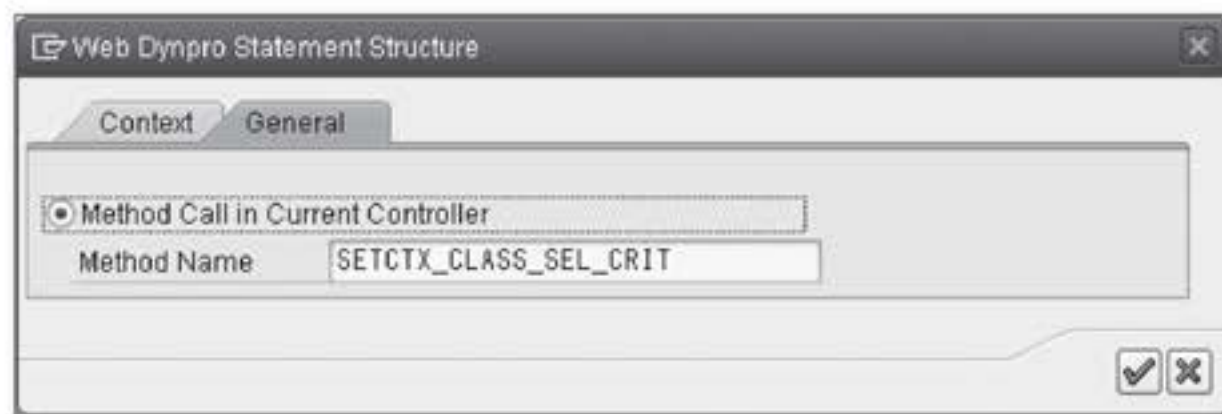 Web Dynpro Statement Structure
Context General
Method Call in Current Controller
Method Name SETCTX_CLASS_SEL_CRIT